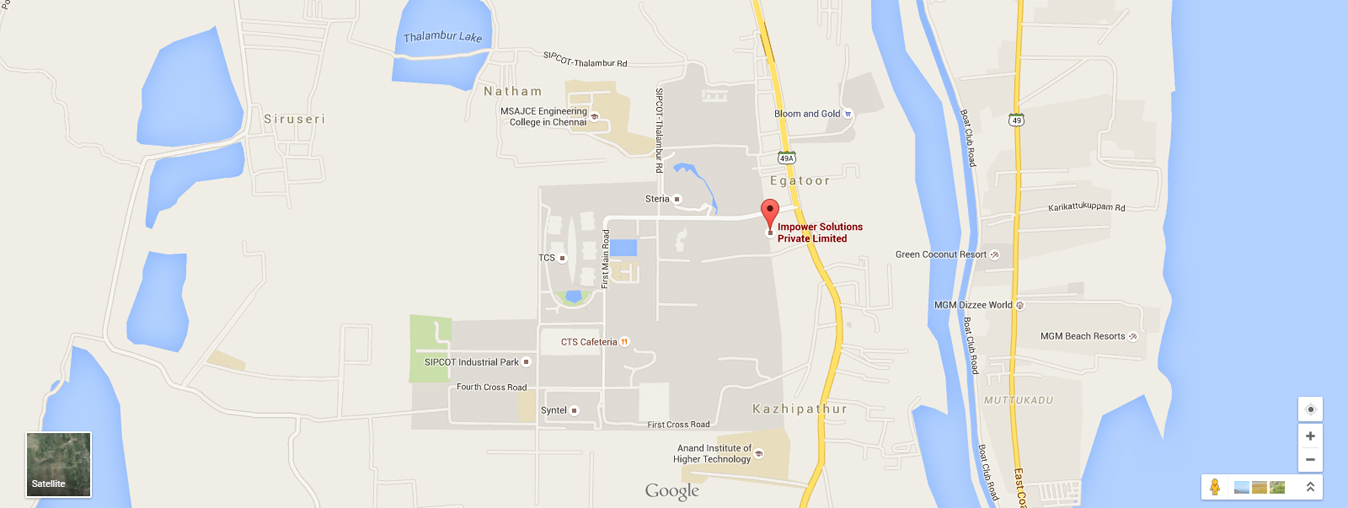 Po
Thalambur Lake
SIPCOT-Thalambur Rd
Natham
Siruseri
MSAJCE Engineering
College in Chennai
SIPCOT-Thalambur Rd
Bloom and Gold
49
Boat Club Road
49A
Egatoor
Steria
Karikattukuppam Rd
Impower Solutions
Private Limited
First Main Road
TCS
Green Coconut Resort
MGM Dizzee World
Boat Club Road
MGM Beach Resorts
CTS Cafeteria
SIPCOT Industrial Park
Fourth Cross Road
Syntel
Kazhipathur
MUTTUKADU
First Cross Road
Anand Institute of
Higher Technology
Boat Club Road
East Coa
Satellite
Google